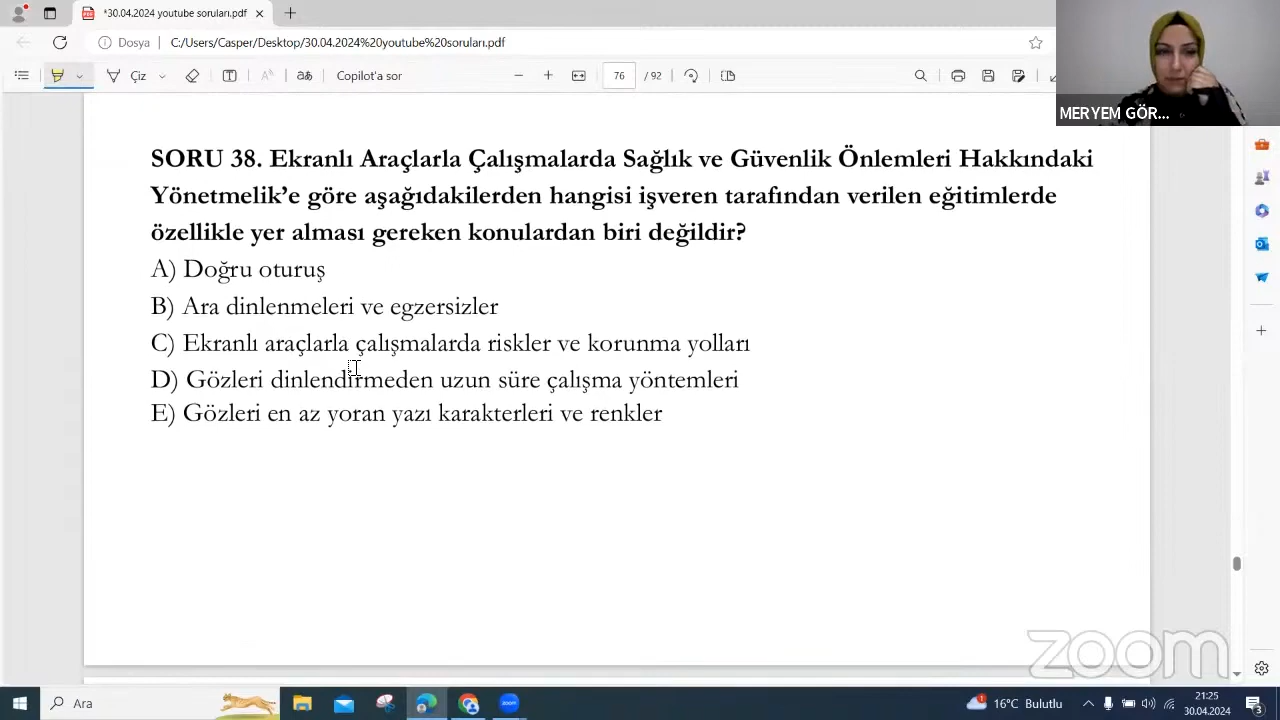 *30.04.2024 youtube soruları.pdf
Dosya
C:/Users/Casper/Desktop/30.04.2024%20youtube%20soruları.pdf
Çiz
Copilot'a sor
76 / 92
MERYEM GÖR...
SORU 38. Ekranlı Araçlarla Çalışmalarda Sağlık ve Güvenlik Önlemleri Hakkındaki
Yönetmelik’e göre aşağıdakilerden hangisi işveren tarafından verilen eğitimlerde
özellikle yer alması gereken konulardan biri değildir?
A) Doğru oturuş
B) Ara dinlenmeleri ve egzersizler
C) Ekranlı araçlarla çalışmalarda riskler ve korunma yolları
D) Gözleri dinlendirmeden uzun süre çalışma yöntemleri
E) Gözleri en az yoran yazı karakterleri ve renkler
zoom
Ara
zoom
16°C Bulutlu
21:25
30.04.2024
3